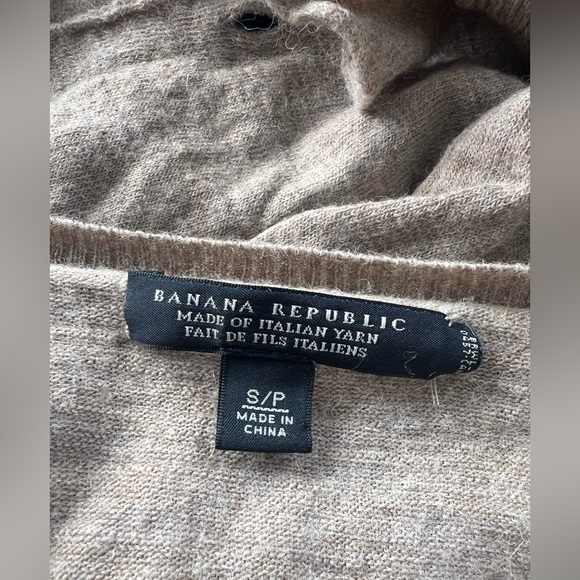 BANANA REPUBLIC
MADE OF ITALIAN YARN
FAIT DE FILS ITALIENS
S/P
MADE IN
CHINA